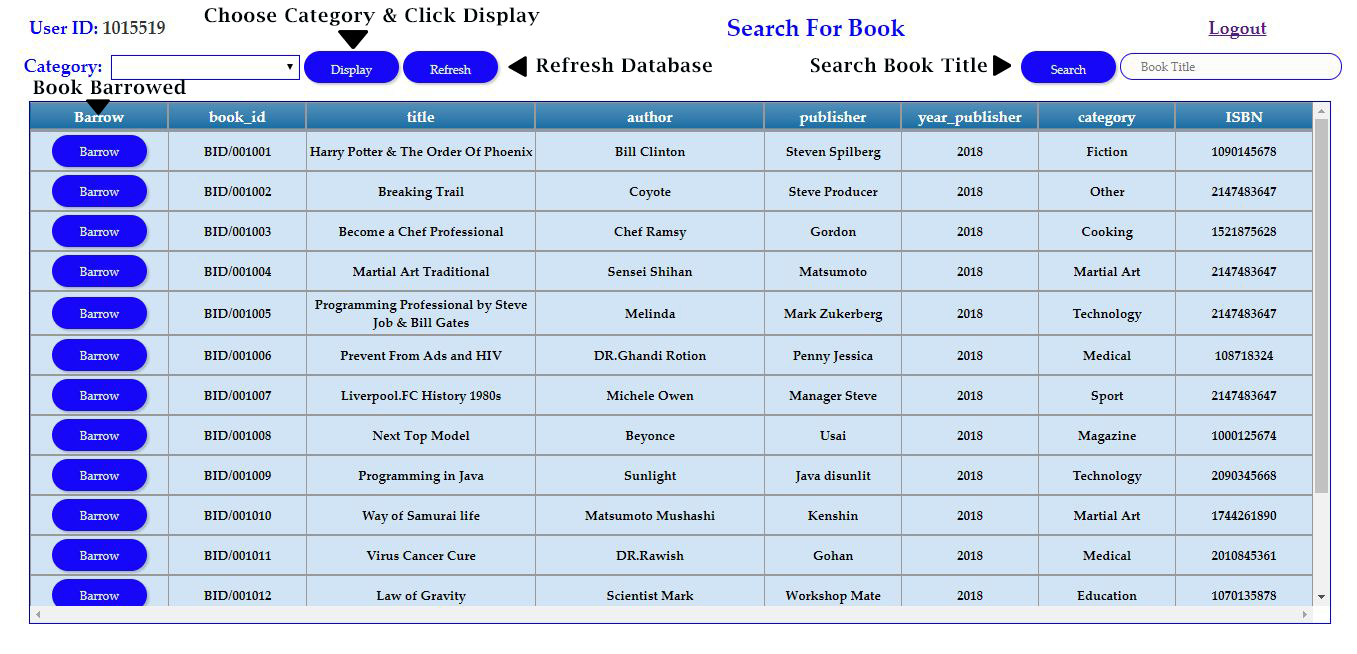 Choose Category & Click Display
User ID: 1015519
Search For Book
Logout
Category:
Display
Refresh
Refresh Database
Search Book Title
Search
Book Title
Book Barrowed
Barrow book_id title author publisher year_publisher category ISBN
Barrow BID/001001 Harry Potter & The Order Of Phoenix Bill Clinton Steven Spilberg 2018 Fiction 1090145678
Barrow BID/001002 Breaking Trail Coyote Steve Producer 2018 Other 2147483647
Barrow BID/001003 Become a Chef Professional Chef Ramsy Gordon 2018 Cooking 1521875628
Barrow BID/001004 Martial Art Traditional Sensei Shihan Matsumoto 2018 Martial Art 2147483647
Barrow BID/001005 Programming Professional by Steve
Job & Bill Gates Melinda Mark Zukerberg 2018 Technology 2147483647
Barrow BID/001006 Prevent From Ads and HIV DR.Ghandi Rotion Penny Jessica 2018 Medical 108718324
Barrow BID/001007 Liverpool.FC History 1980s Michele Owen Manager Steve 2018 Sport 2147483647
Barrow BID/001008 Next Top Model Beyonce Usai 2018 Magazine 1000125674
Barrow BID/001009 Programming in Java Sunlight Java disunlit 2018 Technology 2090345668
Barrow BID/001010 Way of Samurai life Matsumoto Mushashi Kenshin 2018 Martial Art 1744261890
Barrow BID/001011 Virus Cancer Cure DR.Rawish Gohan 2018 Medical 2010845361
Barrow BID/001012 Law of Gravity Scientist Mark Workshop Mate 2018 Education 1070135878